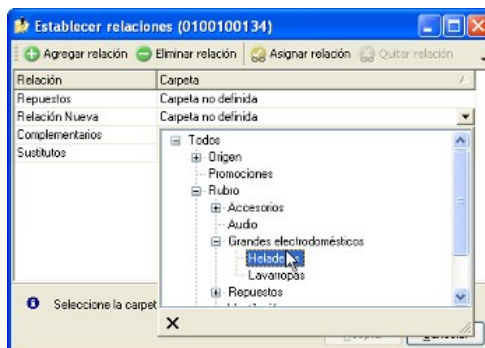 Establecer relaciones (0100100134)
Agregar relación Eliminar relación Asignar relación Quitar relación
Relación Carpeta
Repuestos Carpeta no definida
Relación Nueva Carpeta no definida
Complementarios
Sustitutos
Todos
Origen
Promociones
Rubro
Accesorios
Audio
Grandes electrodomésticos
Lavarropas
Repuestos
Seleccione la carpet